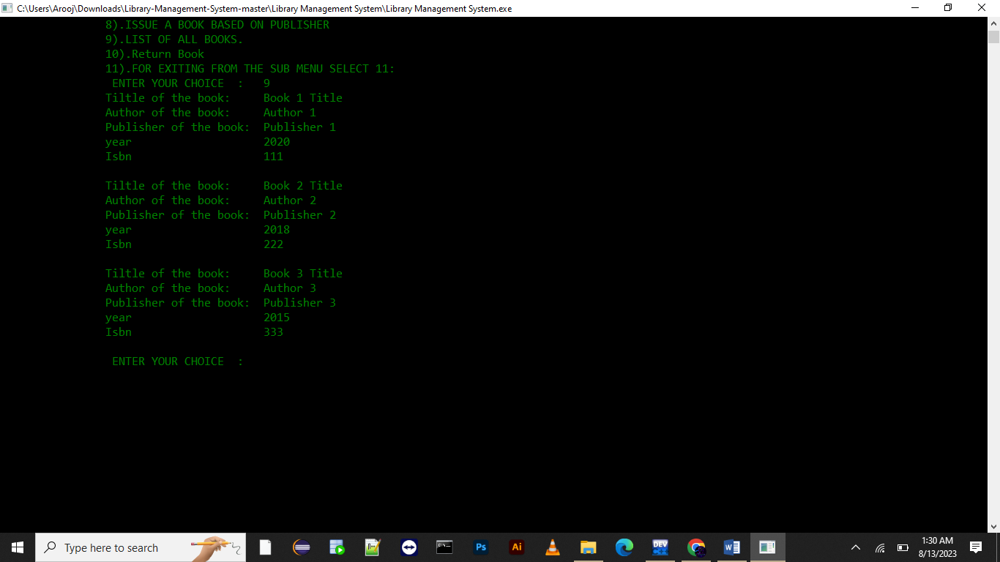 C:\Users\Arooj\Downloads\Library-Management-System-master\Library Management System\Library Management System.exe
8).ISSUE A BOOK BASED ON PUBLISHER
9).LIST OF ALL BOOKS.
10).Return Book
11).FOR EXITING FROM THE SUB MENU SELECT 11:
ENTER YOUR CHOICE  :   9
Tiltle of the book:     Book 1 Title
Author of the book:     Author 1
Publisher of the book:  Publisher 1
year                    2020
Isbn                    111
Tiltle of the book:     Book 2 Title
Author of the book:     Author 2
Publisher of the book:  Publisher 2
year                    2018
Isbn                    222
Tiltle of the book:     Book 3 Title
Author of the book:     Author 3
Publisher of the book:  Publisher 3
year                    2015
Isbn                    333
ENTER YOUR CHOICE  :
Type here to search
Ps
Ai
DEV
1:30 AM
8/13/2023